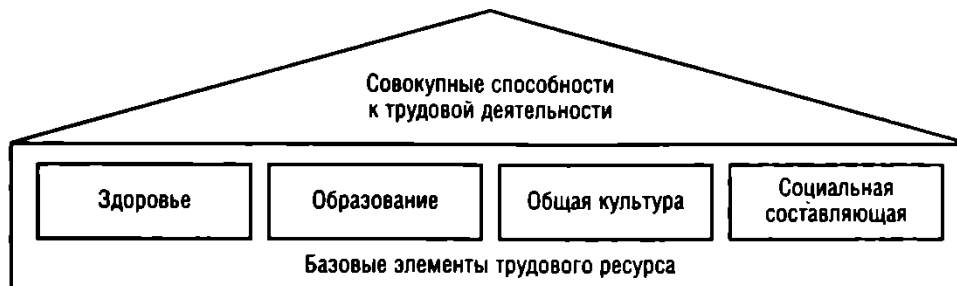 Совокупные способности
к трудовой деятельности
Здоровье
Образование
Общая культура
Социальная
составляющая
Базовые элементы трудового ресурса